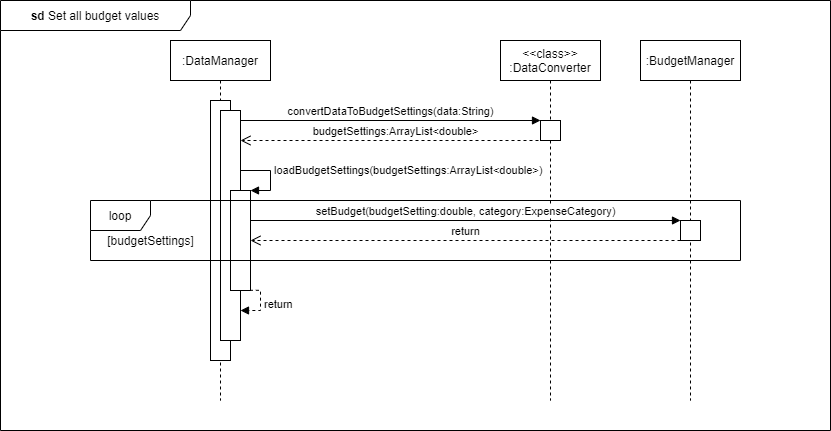 sd Set all budget values
:DataManager
<<class>>
:DataConverter
:BudgetManager
convertDataToBudgetSettings(data:String)
budgetSettings:ArrayList<double>
loadBudgetSettings(budgetSettings:ArrayList<double>)
loop
setBudget(budgetSetting:double, category:ExpenseCategory)
[budgetSettings]
return
return